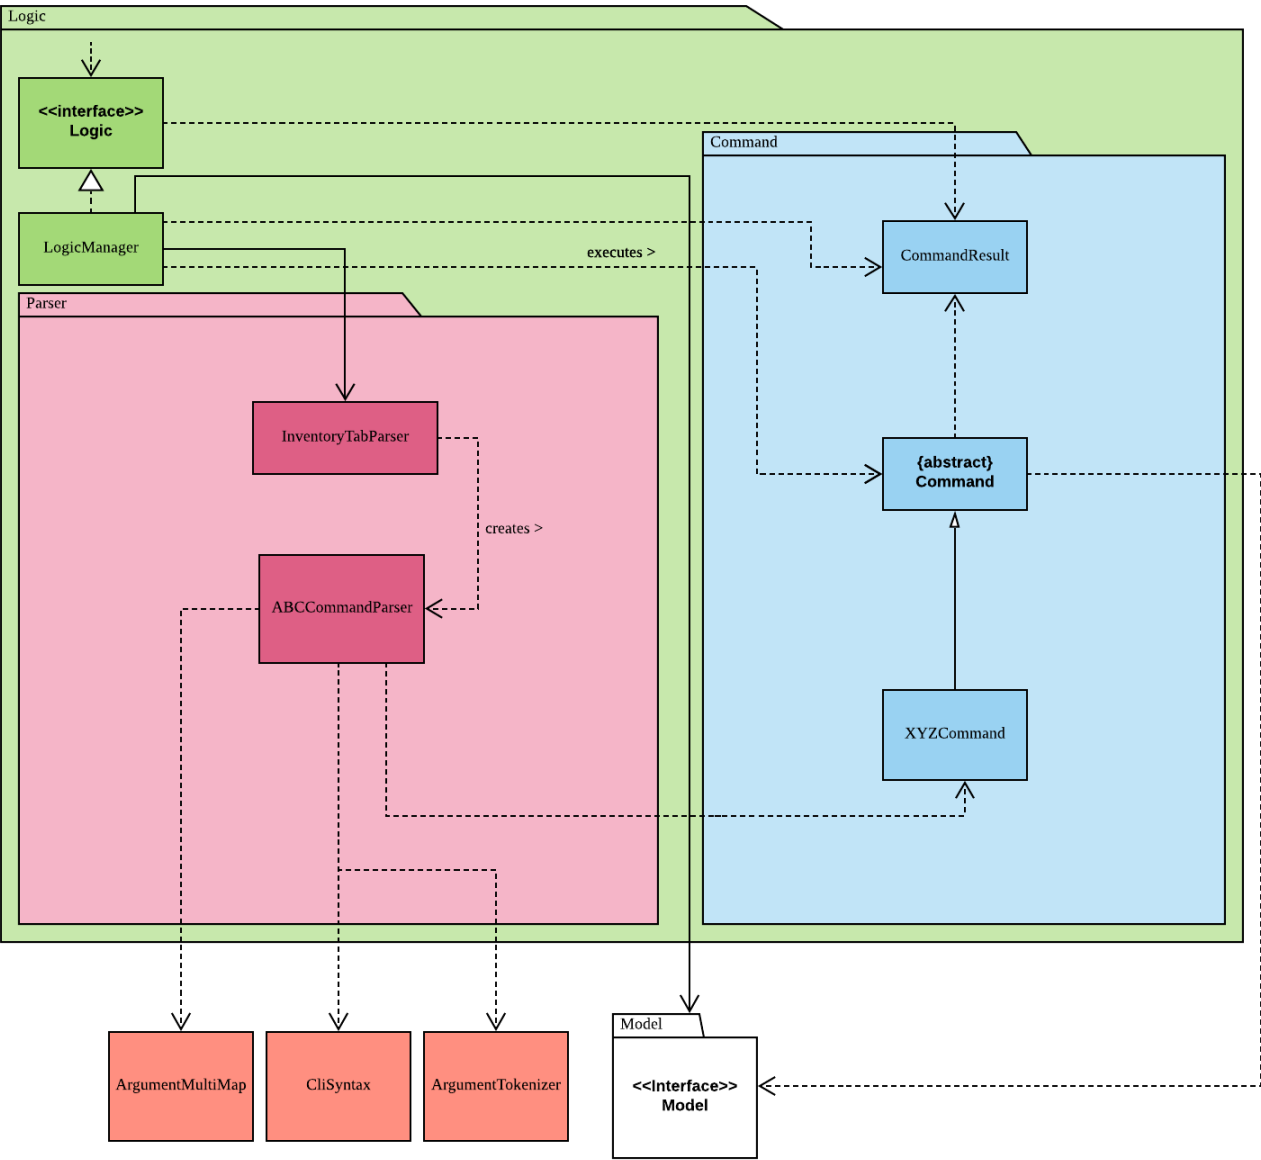 Logic
<<interface>>
Logic
Command
LogicManager
executes >
CommandResult
Parser
InventoryTabParser
{abstract}
Command
creates >
ABCCommandParser
XYZCommand
Model
ArgumentMultiMap
CliSyntax
ArgumentTokenizer
<<Interface>>
Model